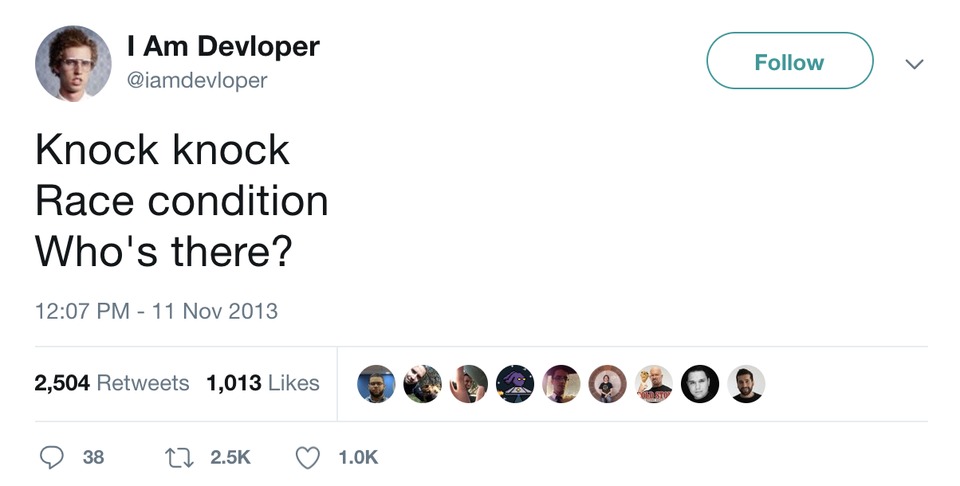 I Am Devloper
@iamdevloper
Follow
Knock knock
Race condition
Who's there?
12:07 PM - 11 Nov 2013
2,504 Retweets 1,013 Likes
38 2.5K 1.0K